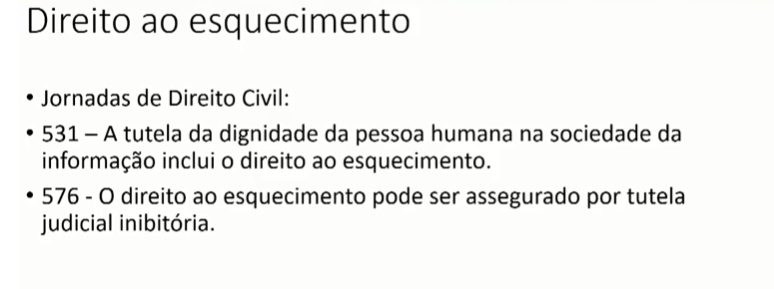 Direito ao esquecimento
• Jornadas de Direito Civil:
• 531 – A tutela da dignidade da pessoa humana na sociedade da
informação inclui o direito ao esquecimento.
• 576 - O direito ao esquecimento pode ser assegurado por tutela
judicial inibitória.